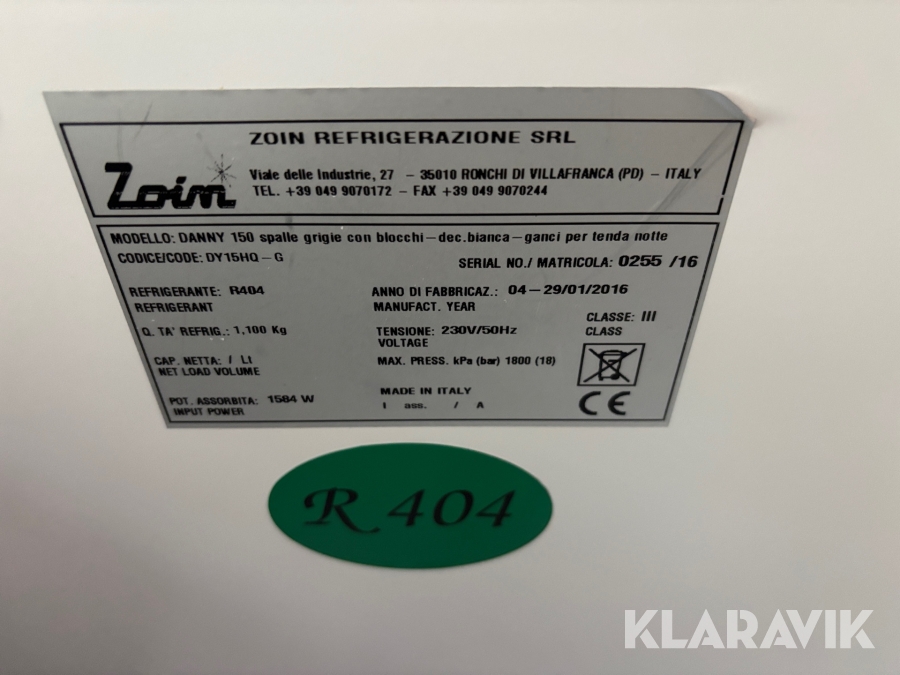 ZOIN REFRIGERAZIONE SRL
Zoin
Viale delle Industrie, 27 – 35010 RONCHI DI VILLAFRANCA (PD) – ITALY
TEL. +39 049 9070172 – FAX +39 049 9070244
MODELLO: DANNY 150 spalle grigie con blocchi–dec.bianca–ganci per tenda notte
CODICE/CODE: DY15HQ–G
SERIAL NO./ MATRICOLA: 0255 /16
REFRIGERANTE: R404
REFRIGERANT
ANNO DI FABBRICAZ.: 04–29/01/2016
MANUFACT. YEAR
CLASSE: III
CLASS
Q. TA' REFRIG.: 1,100 Kg
TENSIONE: 230V/50Hz
VOLTAGE
CAP. NETTA: / Ll
NET LOAD VOLUME
MAX. PRESS. kPa (bar) 1800 (18)
POT. ASSORBITA: 1584 W
INPUT POWER
MADE IN ITALY
I ass. / A
CE
R 404
KLARAVIK